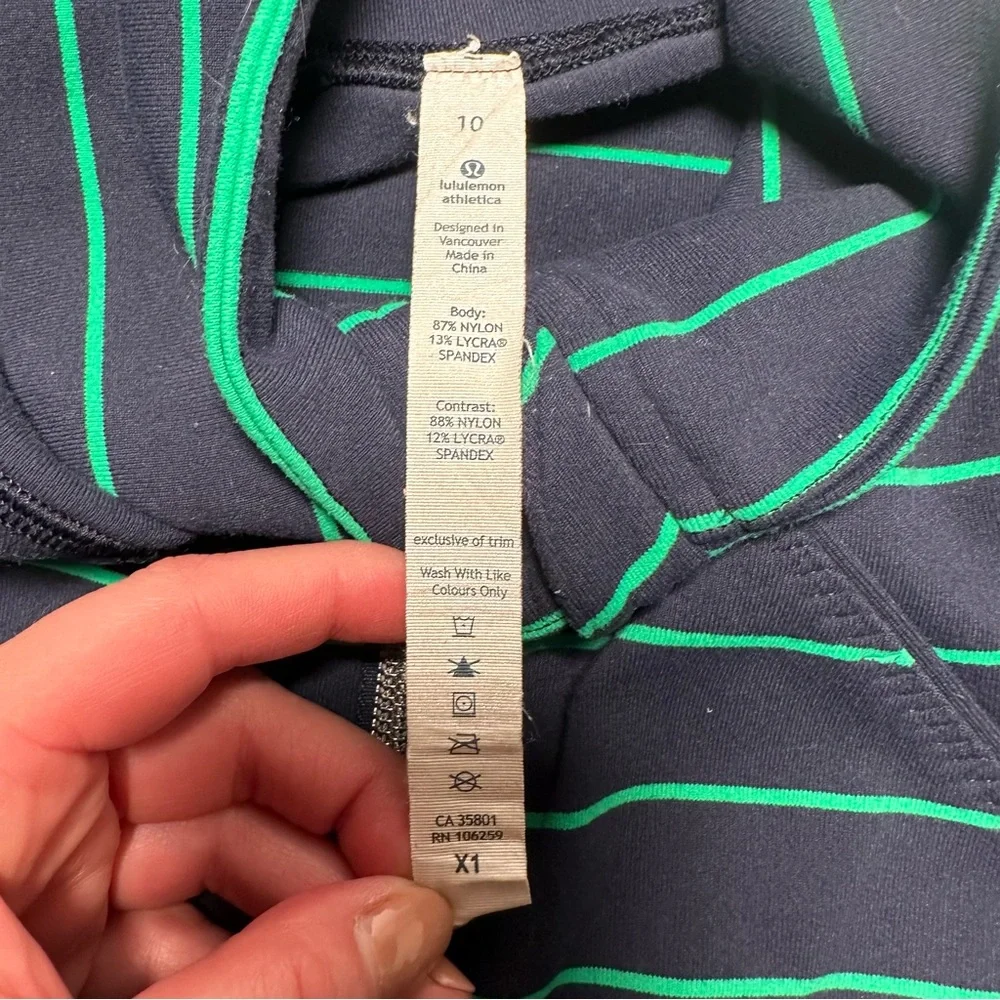 10
lululemon
athletica
Designed in
Vancouver
Made in
China
Body:
87% NYLON
13% LYCRA®
SPANDEX
Contrast:
88% NYLON
12% LYCRA®
SPANDEX
exclusive of trim
Wash With Like
Colours Only
CA 35801
RN 106259
X1